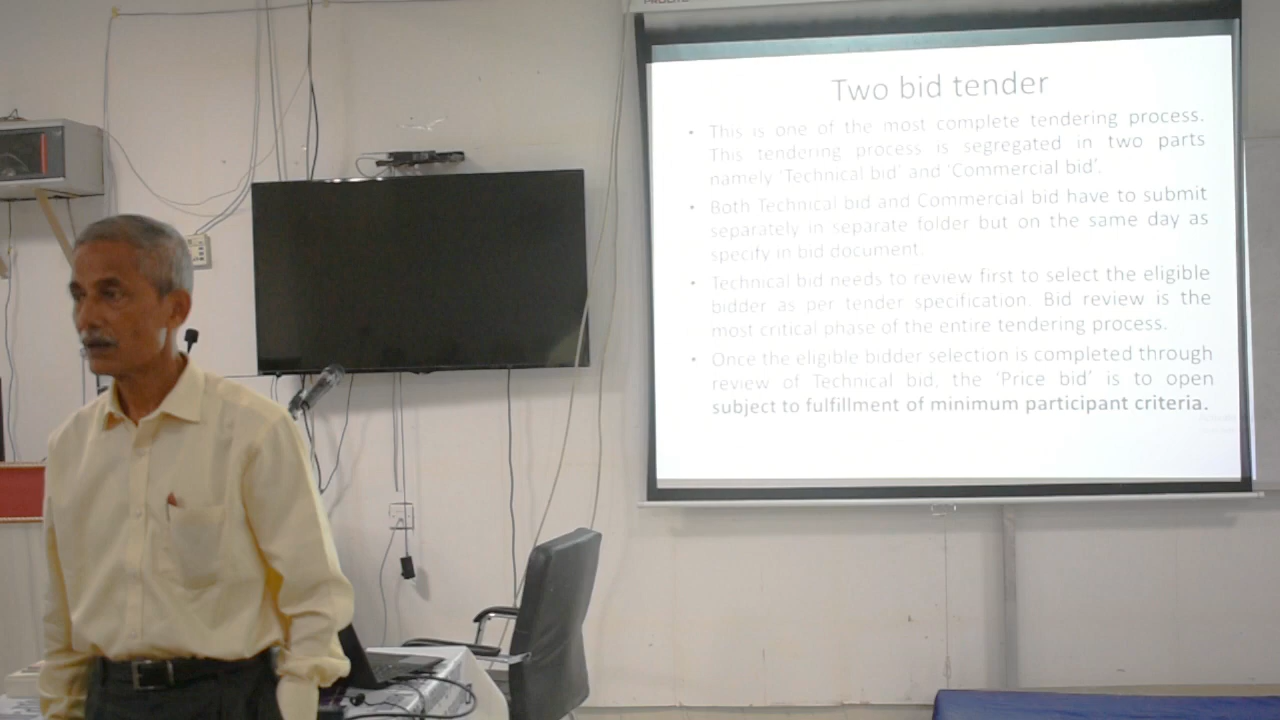 Two bid tender
• This is one of the most complete tendering process.
This tendering process is segregated in two parts
namely 'Technical bid' and 'Commercial bid'.
• Both Technical bid and Commercial bid have to submit
separately in separate folder but on the same day as
specify in bid document.
• Technical bid needs to review first to select the eligible
bidder as per tender specification. Bid review is the
most critical phase of the entire tendering process.
• Once the eligible bidder selection is completed through
review of Technical bid, the 'Price bid' is to open
subject to fulfillment of minimum participant criteria.